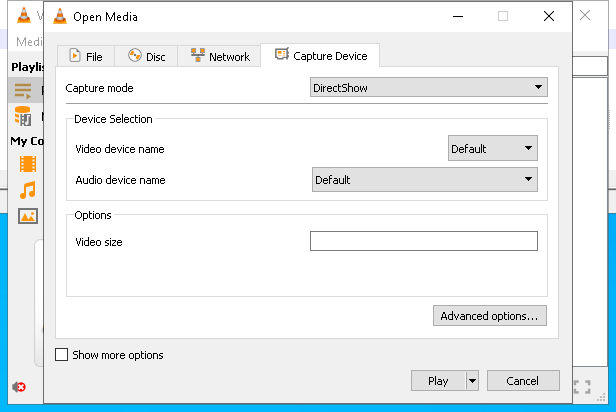 Open Media
Medi
File
Disc
Network
Capture Device
Playlis
Capture mode
DirectShow
Device Selection
Video device name
Default
My Co
Audio device name
Default
Options
Video size
Advanced options...
Show more options
Play
Cancel